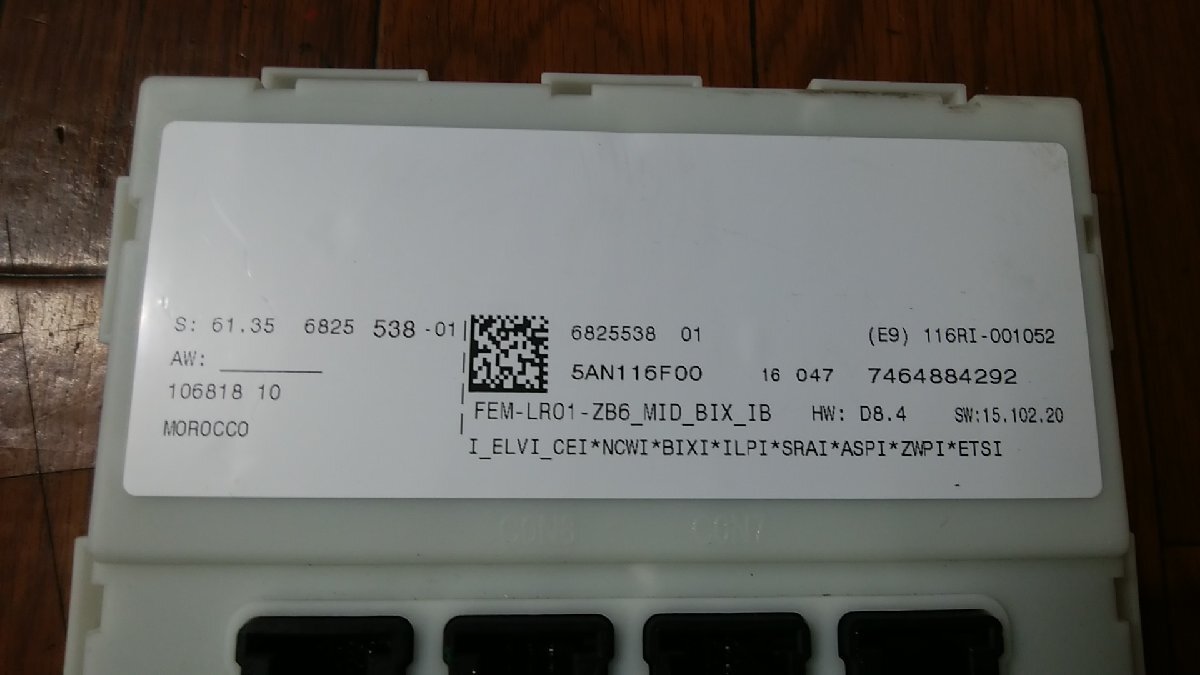 S: 61.35 6825 538-01
AW:
106818 10
MOROCCO
6825538 01 (E9) 116RI-001052
5AN116F00 16 047 7464884292
FEM-LR01-ZB6_MID_BIX_IB HW: D8.4 SW:15.102.20
I_ELVI_CEI*NCWI*BIXI*ILPI*SRAI*ASPI*ZWPI*ETSI